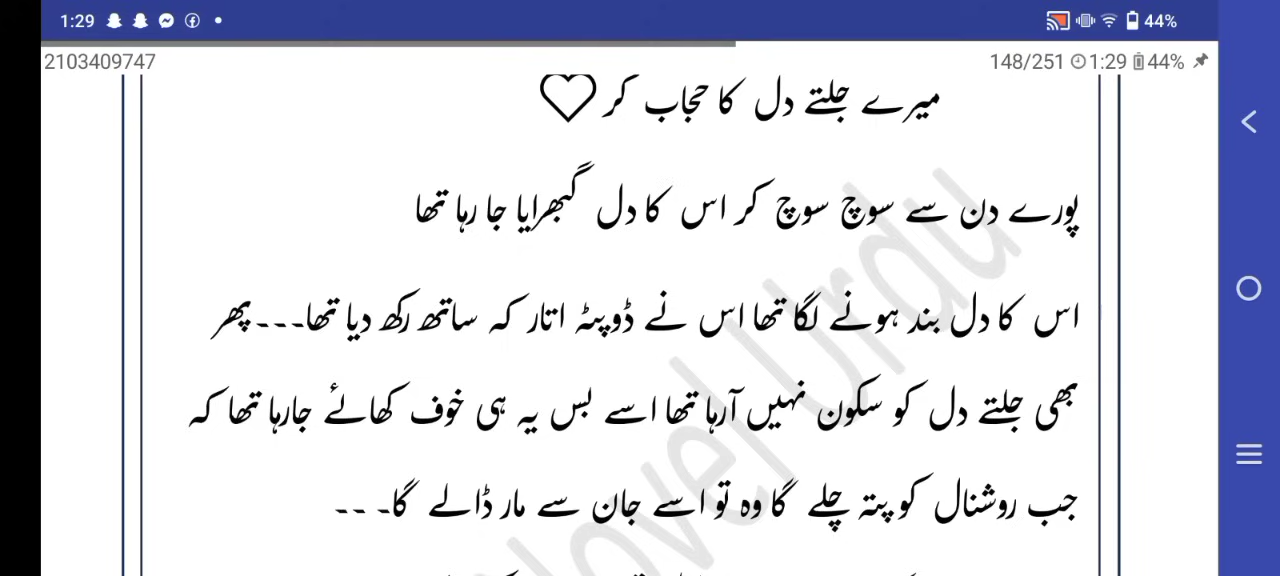 1:29 44%
2103409747 148/251 1:29 44%
میرے جلتے دل کا حجاب کر ♡
پورے دن سے سوچ سوچ کر اس کا دل گبھرایا جا رہا تھا
اس کا دل بند ہونے لگا تھا اس نے ڈوپٹہ اتار کہ ساتھ رکھ دیا تھا۔۔۔پھر
بھی جلتے دل کو سکون نہیں آرہا تھا اسے بس یہ ہی خوف کھائے جارہا تھا کہ
جب روشنال کو پتہ چلے گا وہ تو اسے جان سے مار ڈالے گا۔۔۔
Novel Urdu